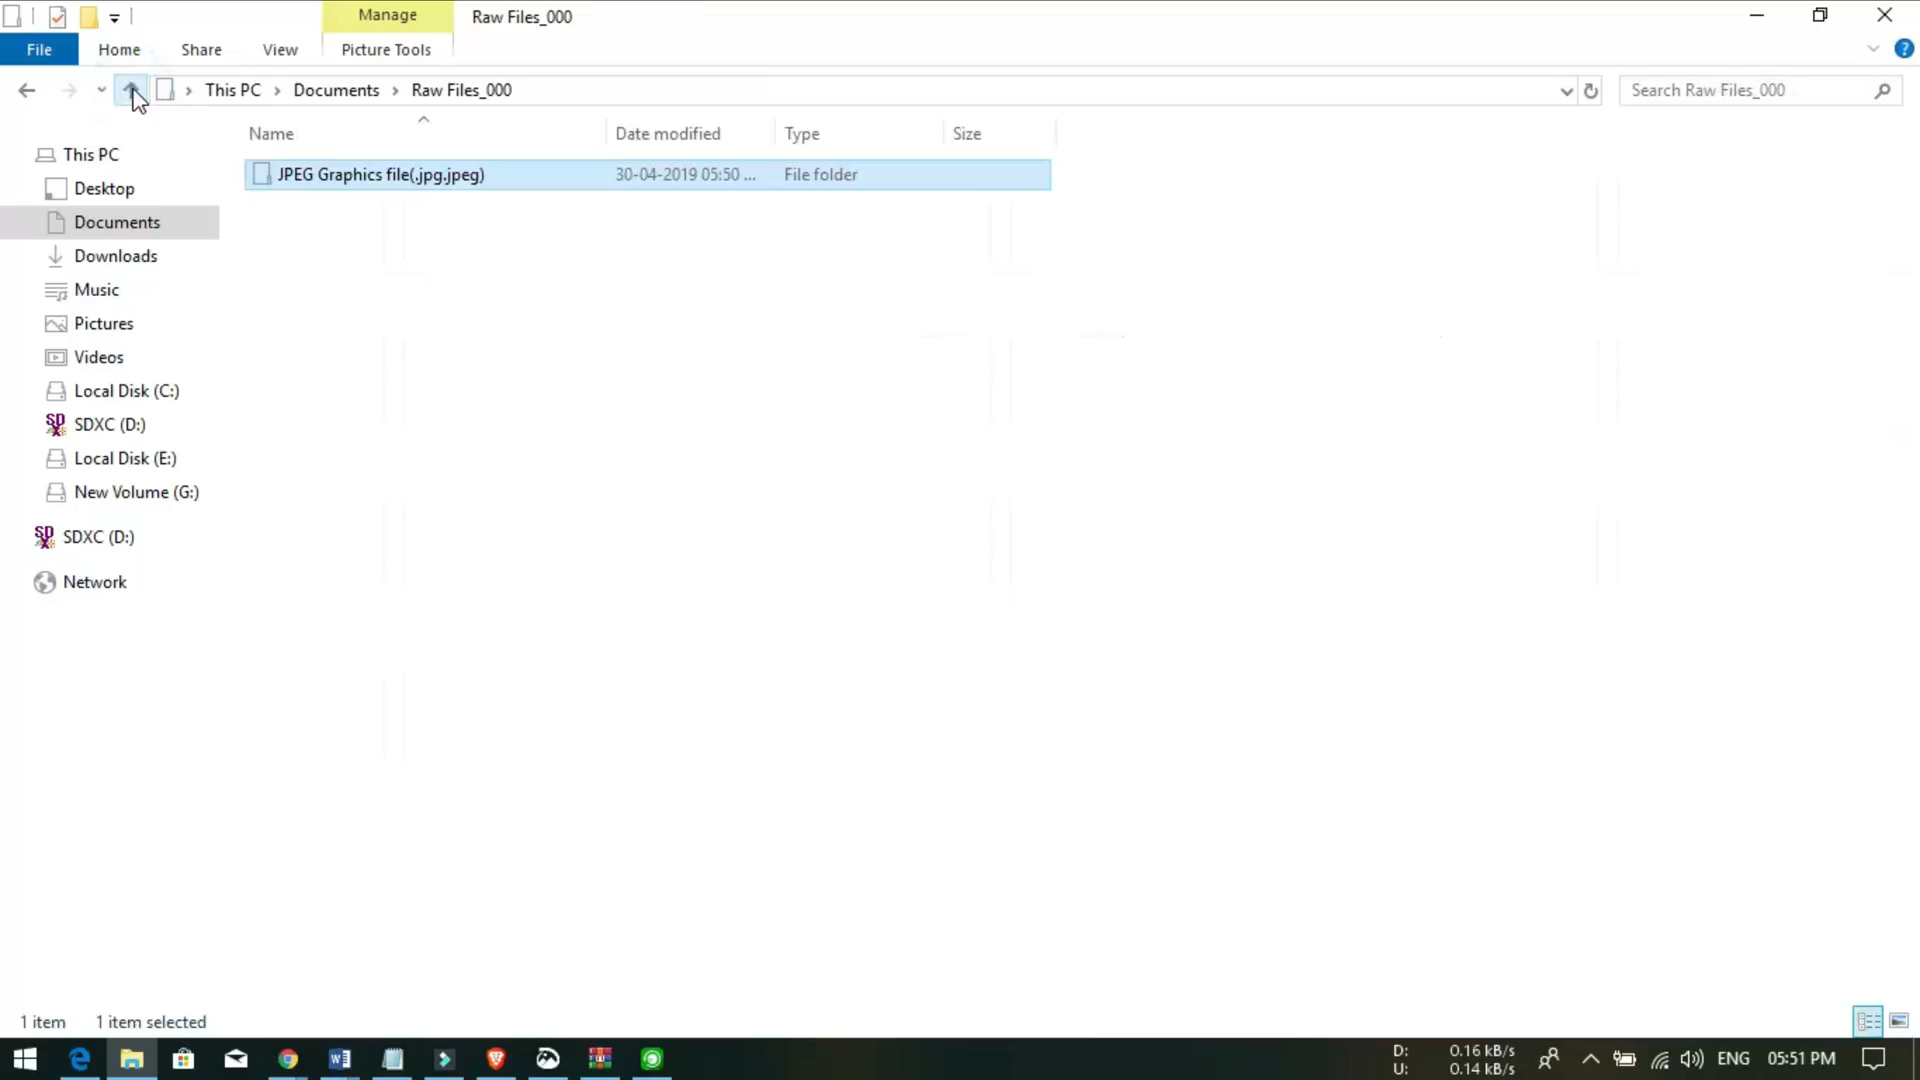 Manage
Raw Files_000
File
Home
Share
View
Picture Tools
This PC
Documents
Raw Files_000
Search Raw Files_000
Name
Date modified
Type
Size
JPEG Graphics file(.jpg,jpeg)
30-04-2019 05:50 ...
File folder
This PC
Desktop
Documents
Downloads
Music
Pictures
Videos
Local Disk (C:)
SDXC (D:)
Local Disk (E:)
New Volume (G:)
SDXC (D:)
Network
1 item
1 item selected
D: 0.16 kB/s
U: 0.14 kB/s
ENG
05:51 PM